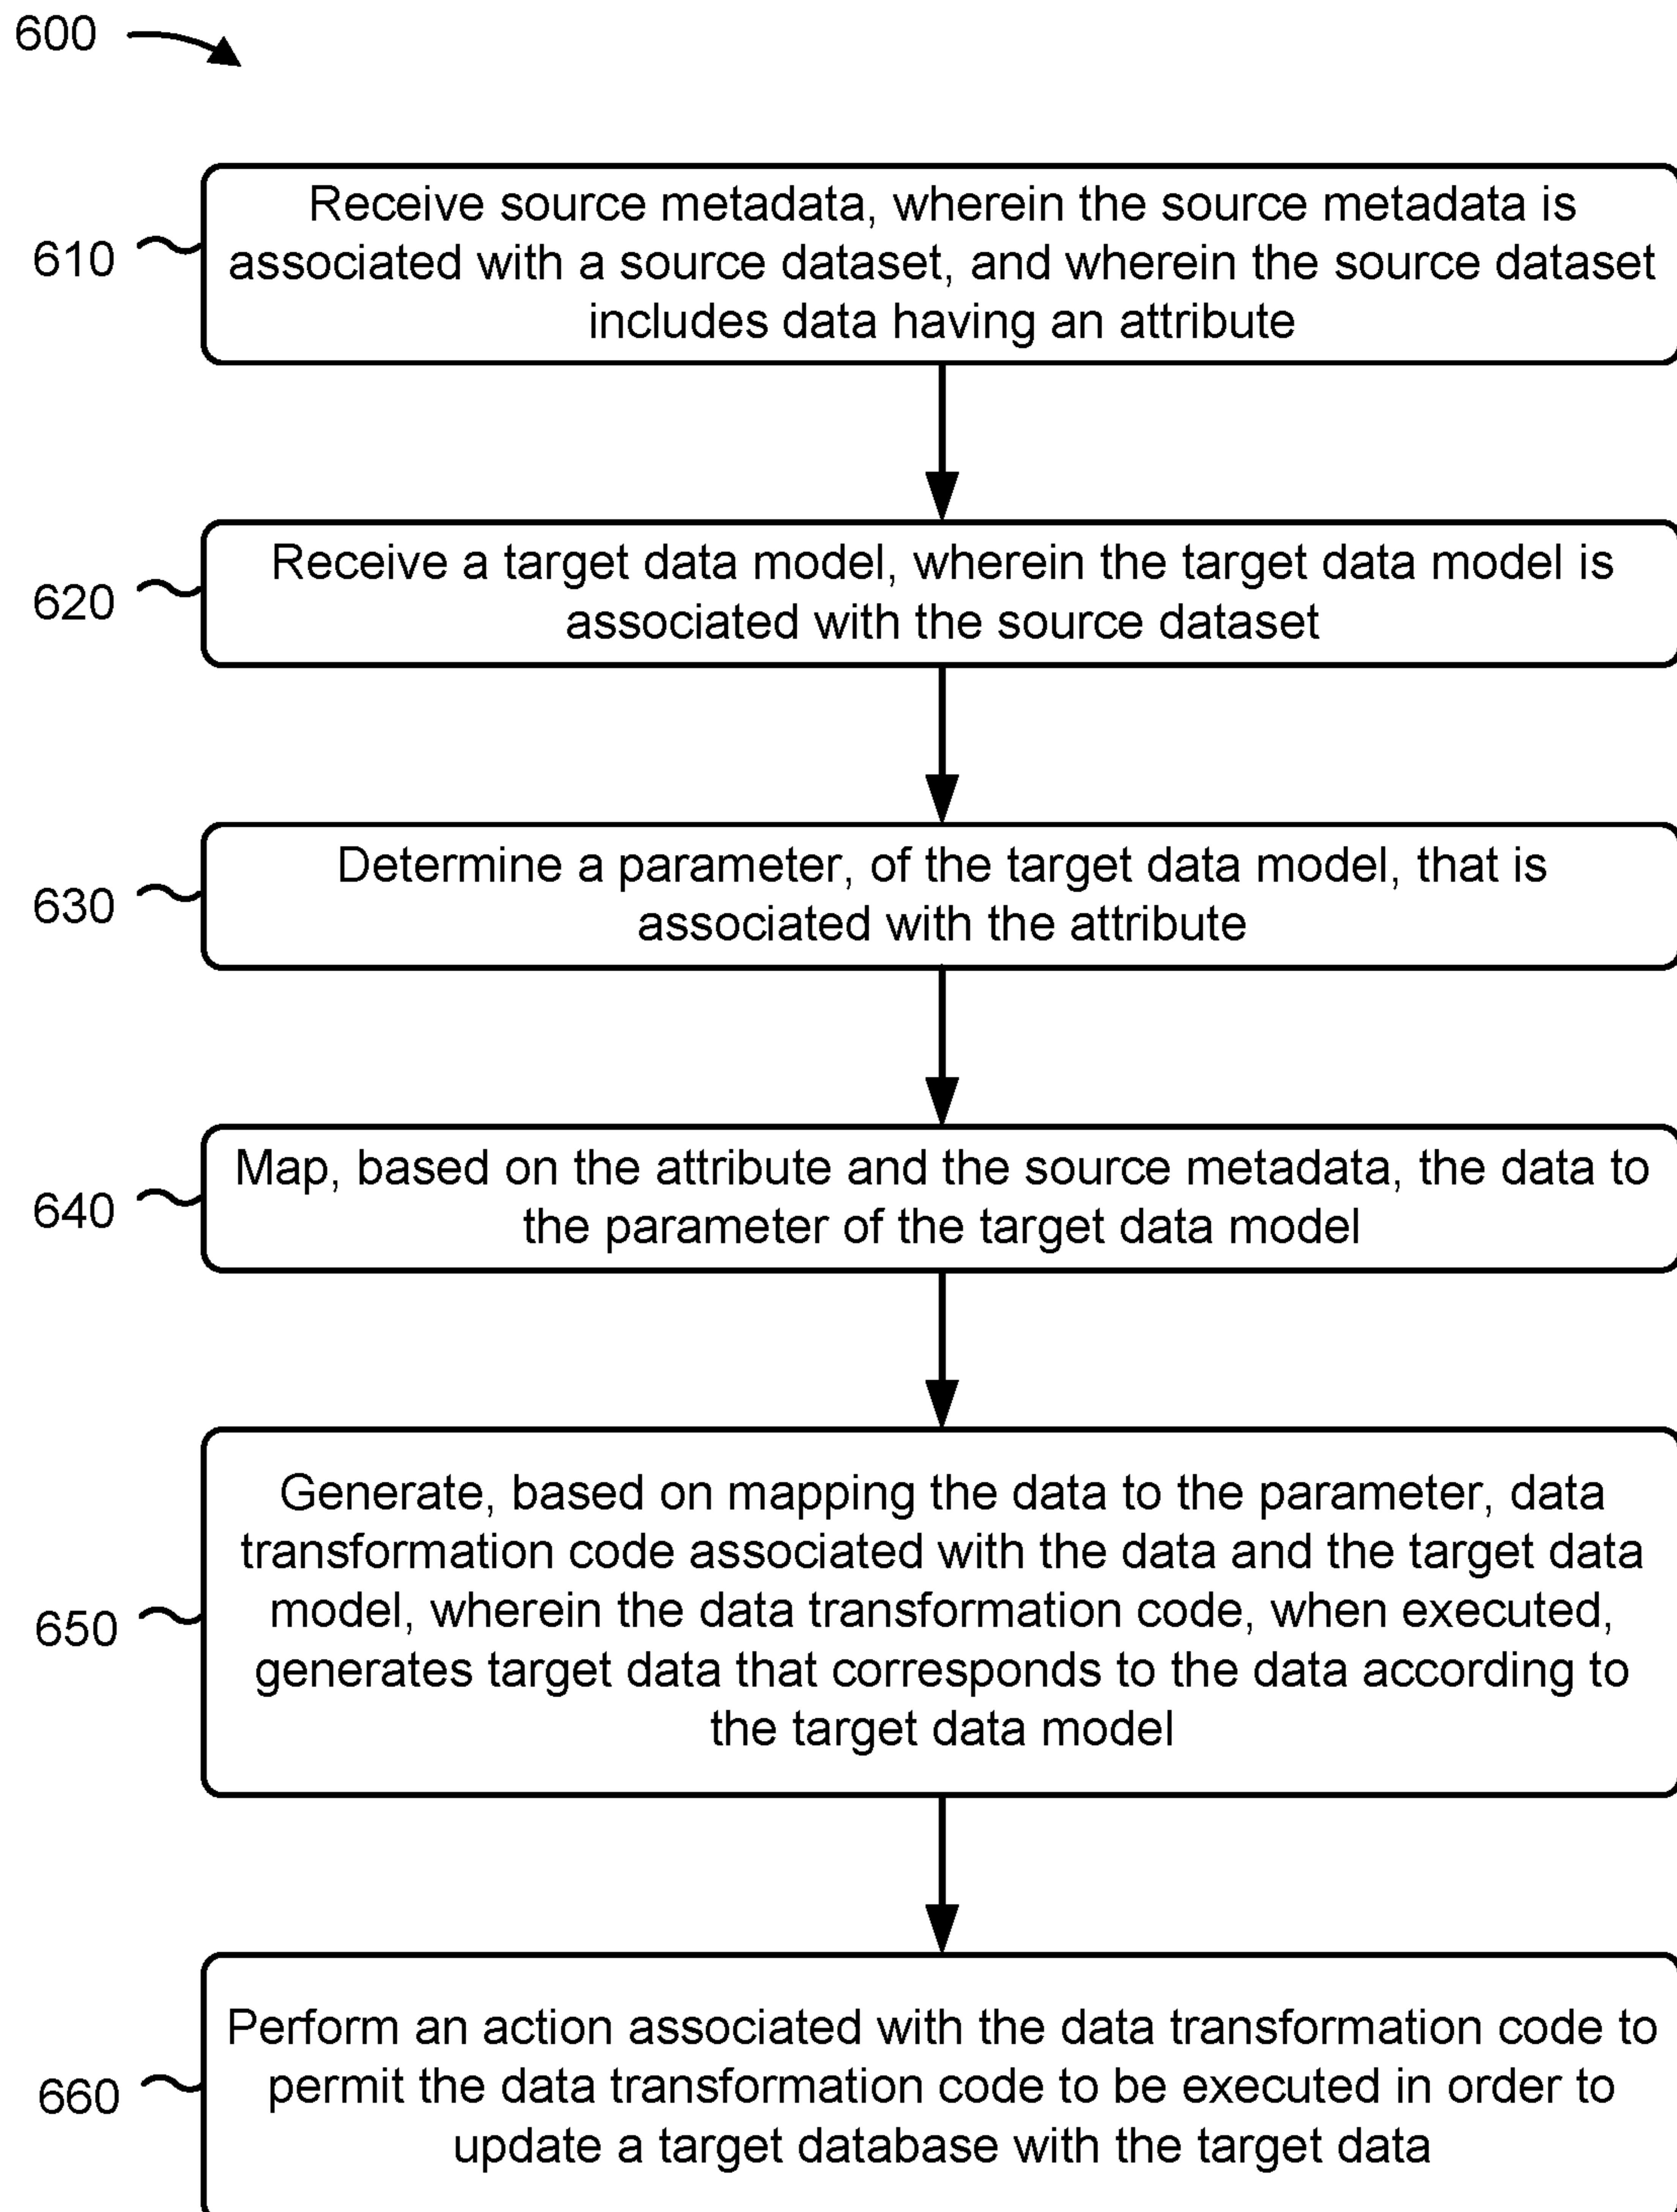 600
610
Receive source metadata, wherein the source metadata is
associated with a source dataset, and wherein the source dataset
includes data having an attribute
620
Receive a target data model, wherein the target data model is
associated with the source dataset
630
Determine a parameter, of the target data model, that is
associated with the attribute
640
Map, based on the attribute and the source metadata, the data to
the parameter of the target data model
650
Generate, based on mapping the data to the parameter, data
transformation code associated with the data and the target data
model, wherein the data transformation code, when executed,
generates target data that corresponds to the data according to
the target data model
660
Perform an action associated with the data transformation code to
permit the data transformation code to be executed in order to
update a target database with the target data